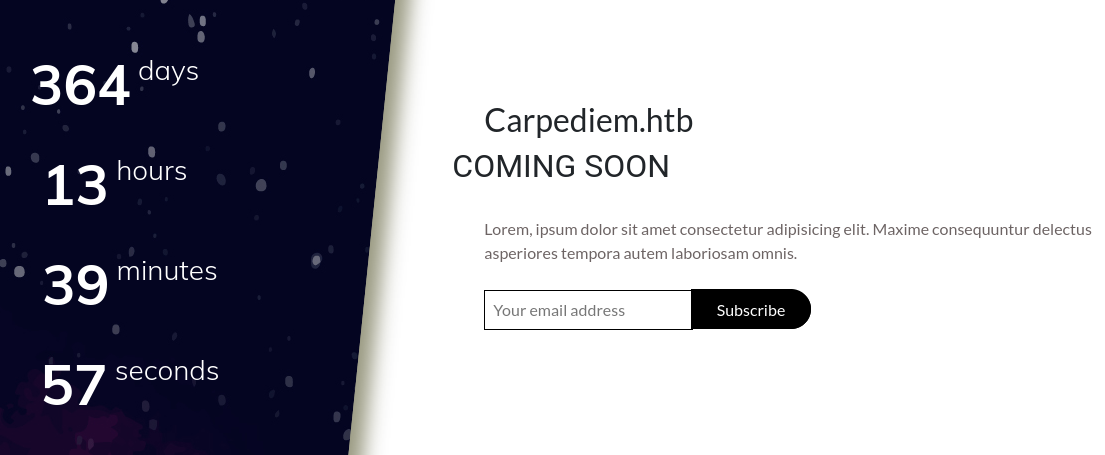 364 days
13 hours
39 minutes
57 seconds
Carpediem.htb
COMING SOON
Lorem, ipsum dolor sit amet consectetur adipisicing elit. Maxime consequuntur delectus
asperiores tempora autem laboriosam omnis.
Your email address
Subscribe